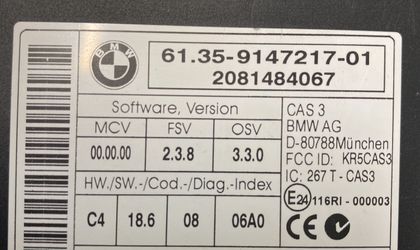 BMW
61.35-9147217-01
2081484067
Software, Version
MCV FSV OSV
00.00.00 2.3.8 3.3.0
HW./SW.-/Cod.-/Diag.-Index
C4 18.6 08 06A0
CAS 3
BMW AG
D-80788München
FCC ID: KR5CAS3
IC: 267 T - CAS3
E24 116RI - 000003
CE